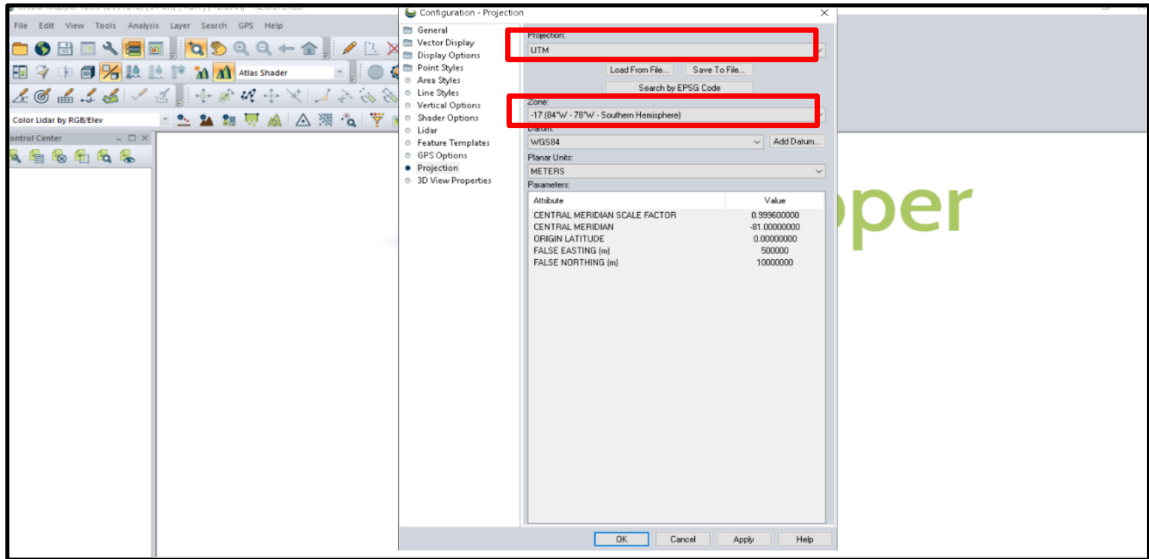 Configuration - Projection
File Edit View Tools Analysis Layer Search GPS Help
Atlas Shader
Color Lidar by RGB/Elev
ontrol Center
General
Vector Display
Display Options
Point Styles
Area Styles
Line Styles
Vertical Options
Shader Options
Lidar
Feature Templates
GPS Options
Projection
3D View Properties
Projection:
UTM
Load From File... Save To File...
Search by EPSG Code
Zone:
-17 (84°W - 78°W - Southern Hemisphere)
Datum:
WGS84 Add Datum...
Planar Units:
METERS
Parameters:
Attribute Value
CENTRAL MERIDIAN SCALE FACTOR 0.999600000
CENTRAL MERIDIAN -81.00000000
ORIGIN LATITUDE 0.00000000
FALSE EASTING (m) 500000
FALSE NORTHING (m) 10000000
pper
OK Cancel Apply Help